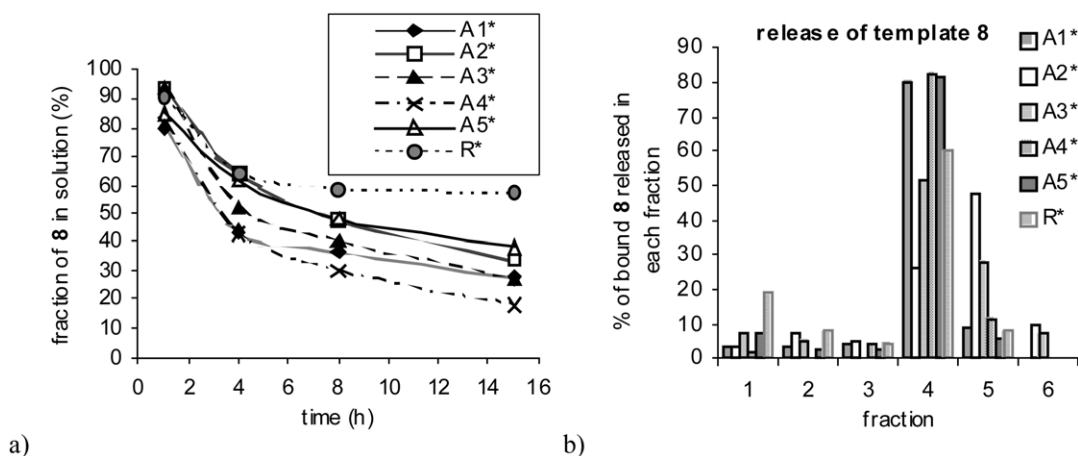 A1*
A2*
A3*
A4*
A5*
R*
fraction of 8 in solution (%)
100
90
80
70
60
50
40
30
20
10
0
0 2 4 6 8 10 12 14 16
time (h)
a)
release of template 8
A1*
A2*
A3*
A4*
A5*
R*
% of bound 8 released in
each fraction
90
80
70
60
50
40
30
20
10
0
1 2 3 4 5 6
fraction
b)